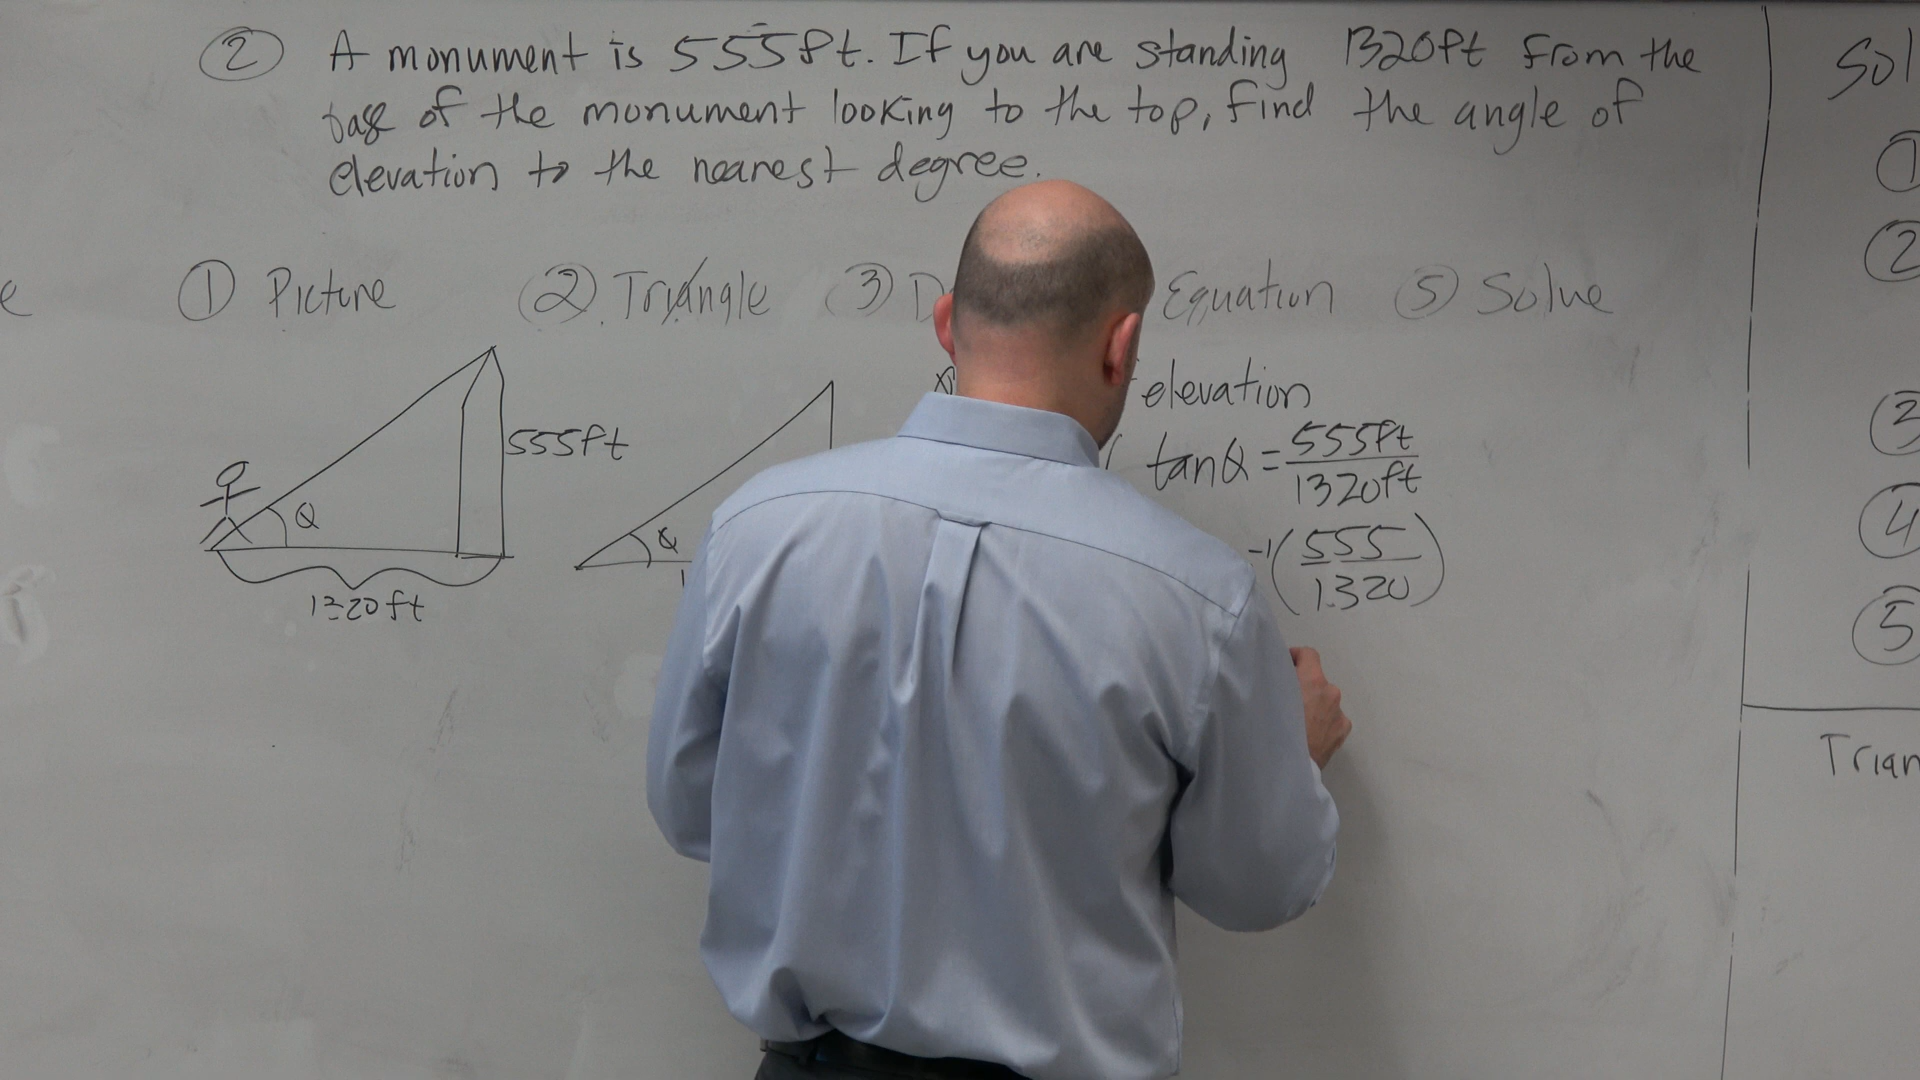 ② A monument is 555ft. If you are standing 1320ft from the
base of the monument looking to the top, find the angle of
elevation to the nearest degree.
① Picture ② Triangle ③ Equation ⑤ Solve
elevation
555ft
tanθ = 555ft / 1320ft
θ
θ
-1(555 / 1320)
1320ft
Sol
①
②
③
④
⑤
Trian